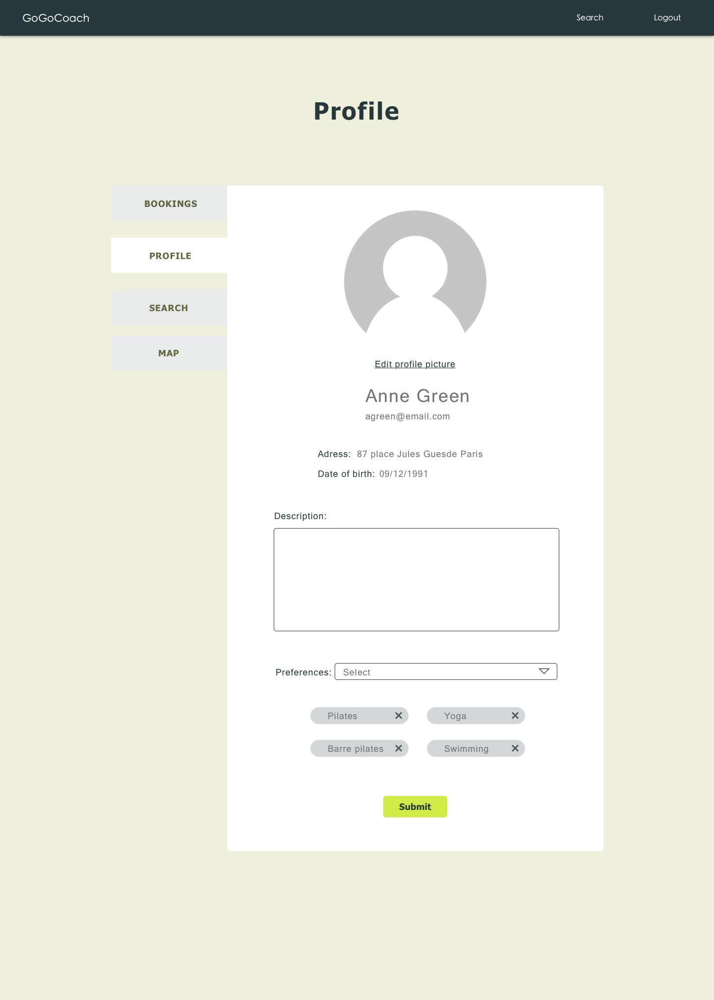 GoGoCoach
Search
Logout
Profile
BOOKINGS
PROFILE
SEARCH
MAP
Edit profile picture
Anne Green
agreen@email.com
Adress: 87 place Jules Guesde Paris
Date of birth: 09/12/1991
Description:
Preferences: Select
Pilates
Yoga
Barre pilates
Swimming
Submit